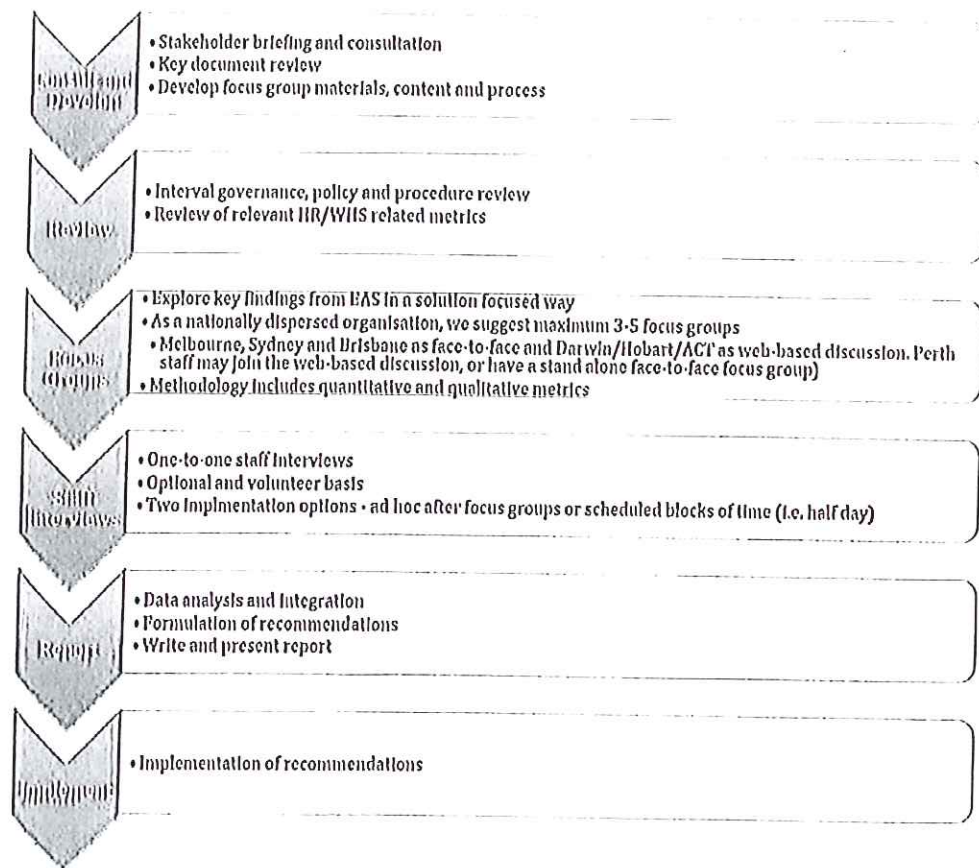 Consult and
Develop
• Stakeholder briefing and consultation
• Key document review
• Develop focus group materials, content and process
Review
• Interval governance, policy and procedure review
• Review of relevant HR/WHS related metrics
Focus
Groups
• Explore key findings from EAS in a solution focused way
• As a nationally dispersed organisation, we suggest maximum 3-5 focus groups
• Melbourne, Sydney and Brisbane as face-to-face and Darwin/Hobart/ACT as web-based discussion. Perth
staff may join the web-based discussion, or have a stand alone face-to-face focus group)
• Methodology includes quantitative and qualitative metrics
Staff
Interviews
• One-to-one staff interviews
• Optional and volunteer basis
• Two implmentation options - ad hoc after focus groups or scheduled blocks of time (i.e. half day)
Report
• Data analysis and integration
• Formulation of recommendations
• Write and present report
Implement
• Implementation of recommendations